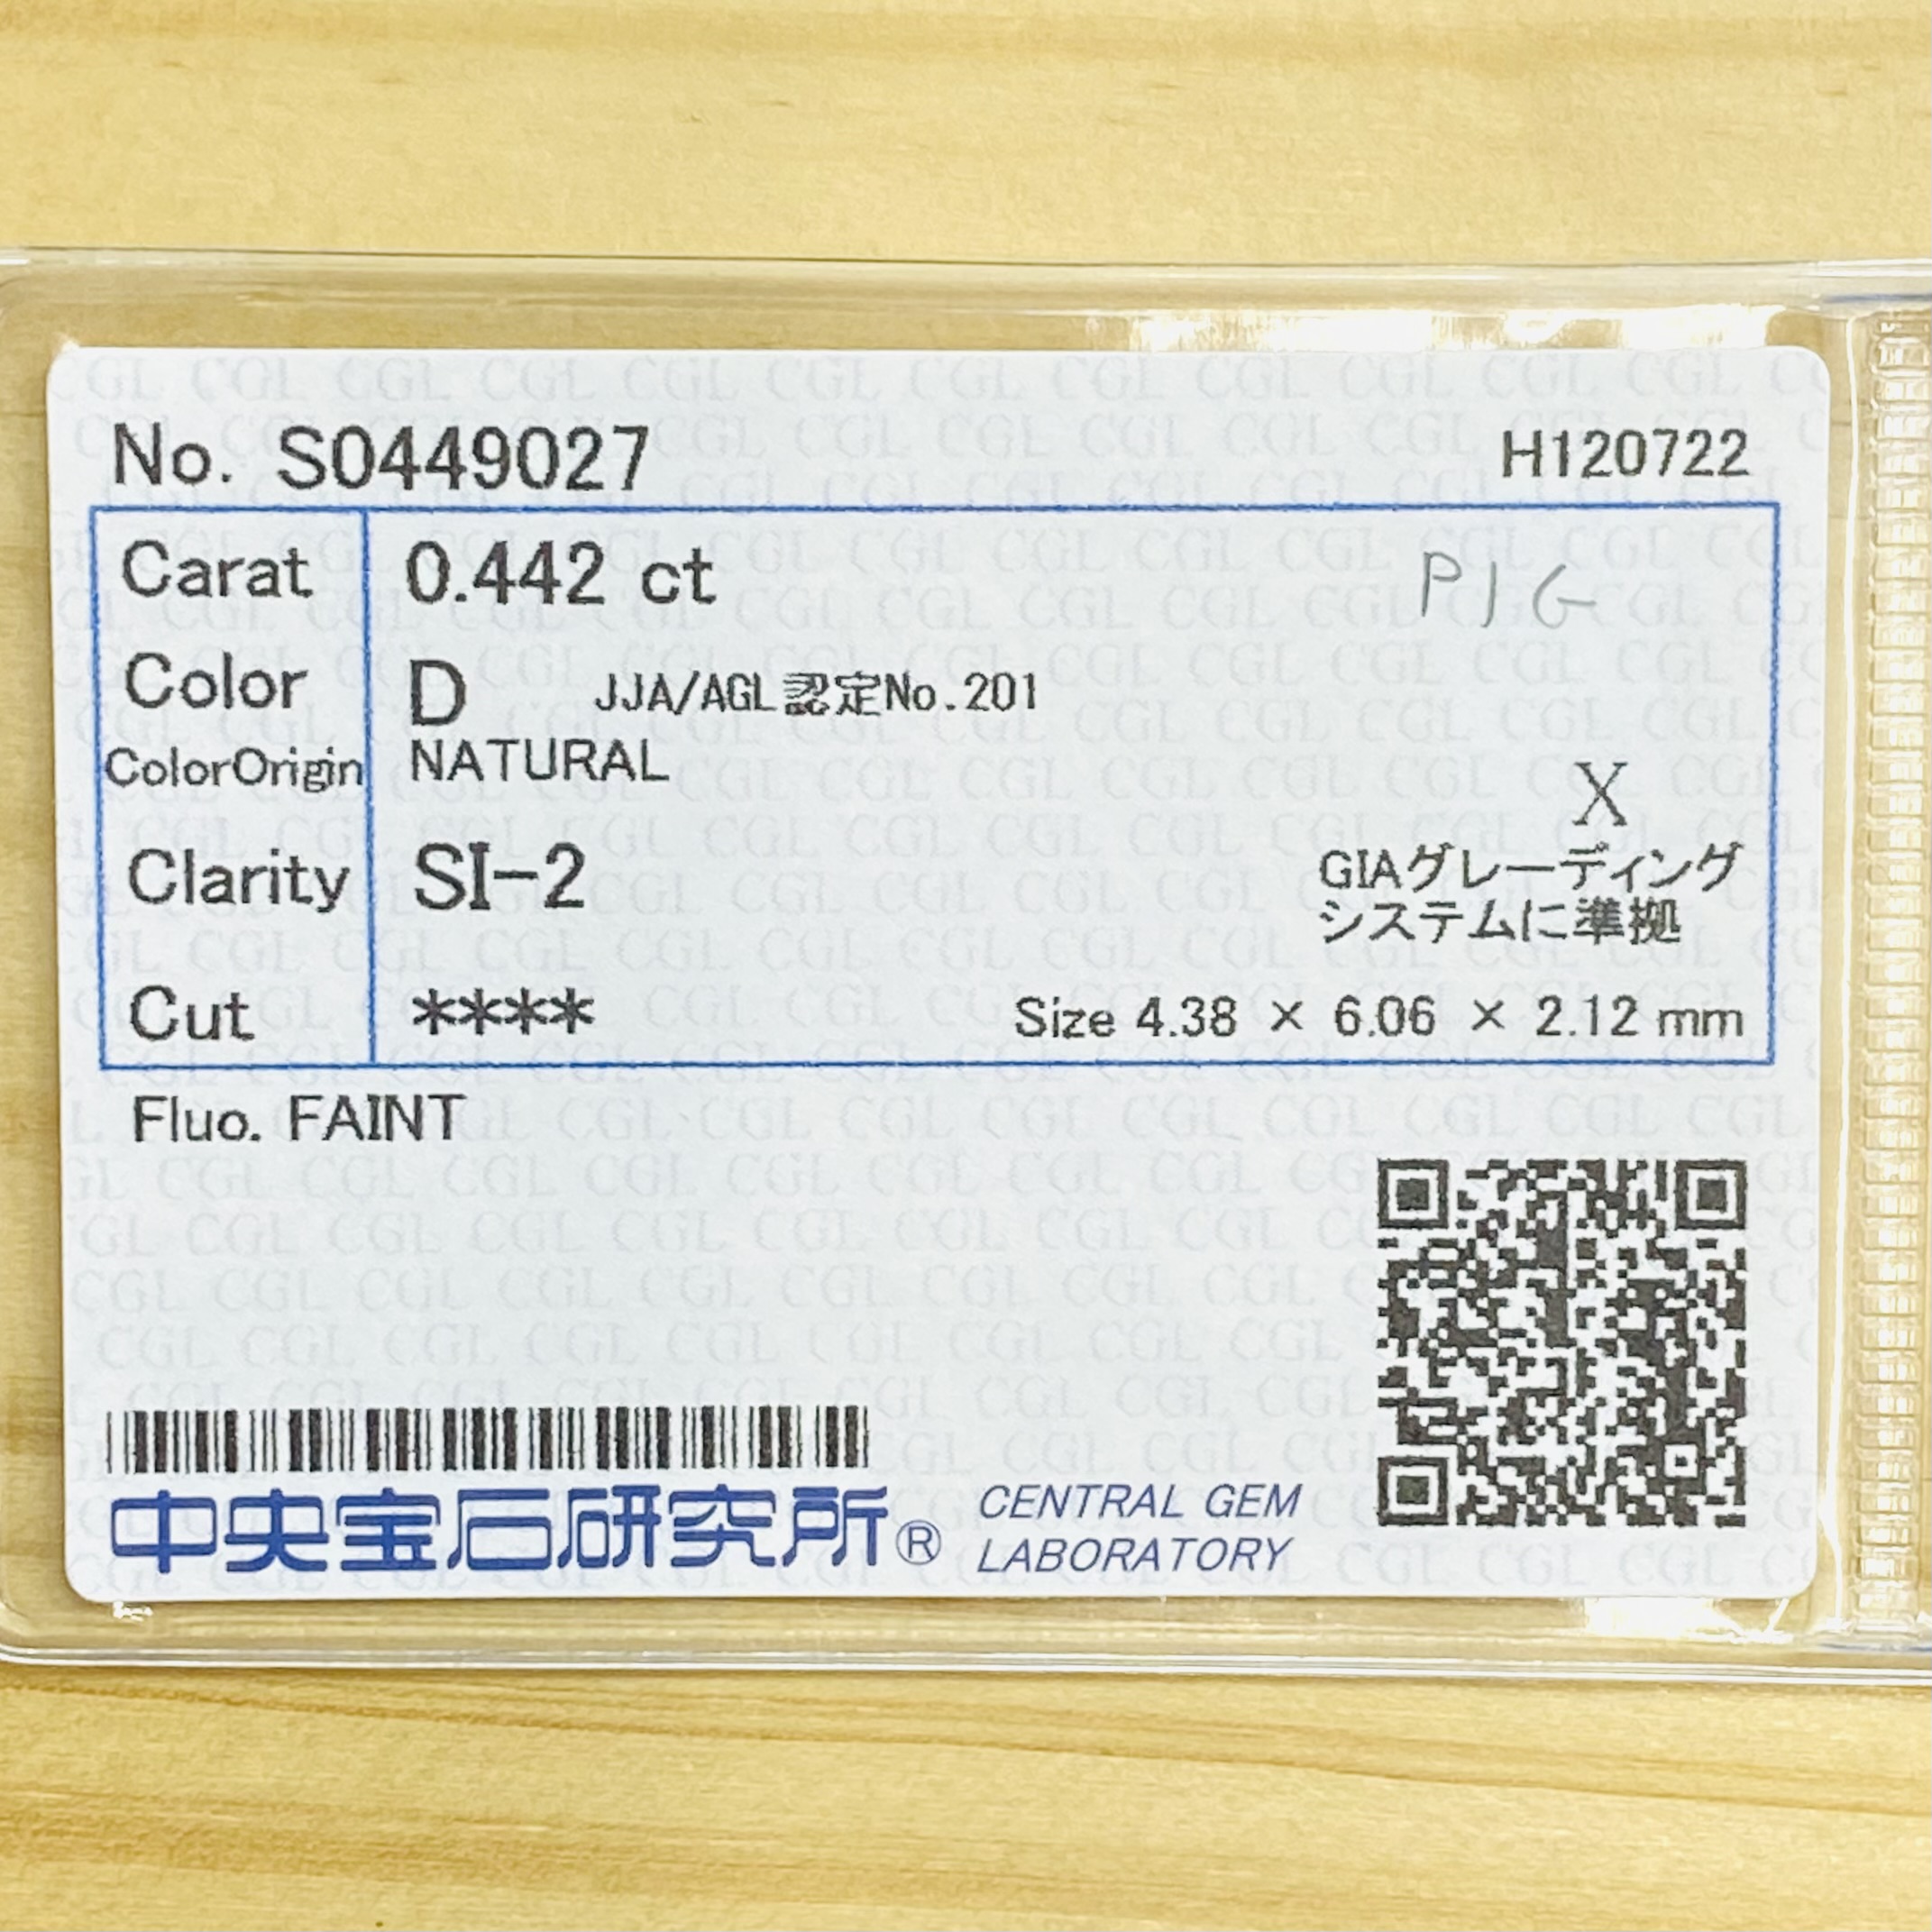 No. S0449027 H120722
Carat 0.442 ct PIG
Color D JJA/AGL認定No.201
ColorOrigin NATURAL
X
Clarity SI-2 GIAグレーディング
システムに準拠
Cut **** Size 4.38 × 6.06 × 2.12 mm
Fluo. FAINT
中央宝石研究所® CENTRAL GEM
LABORATORY